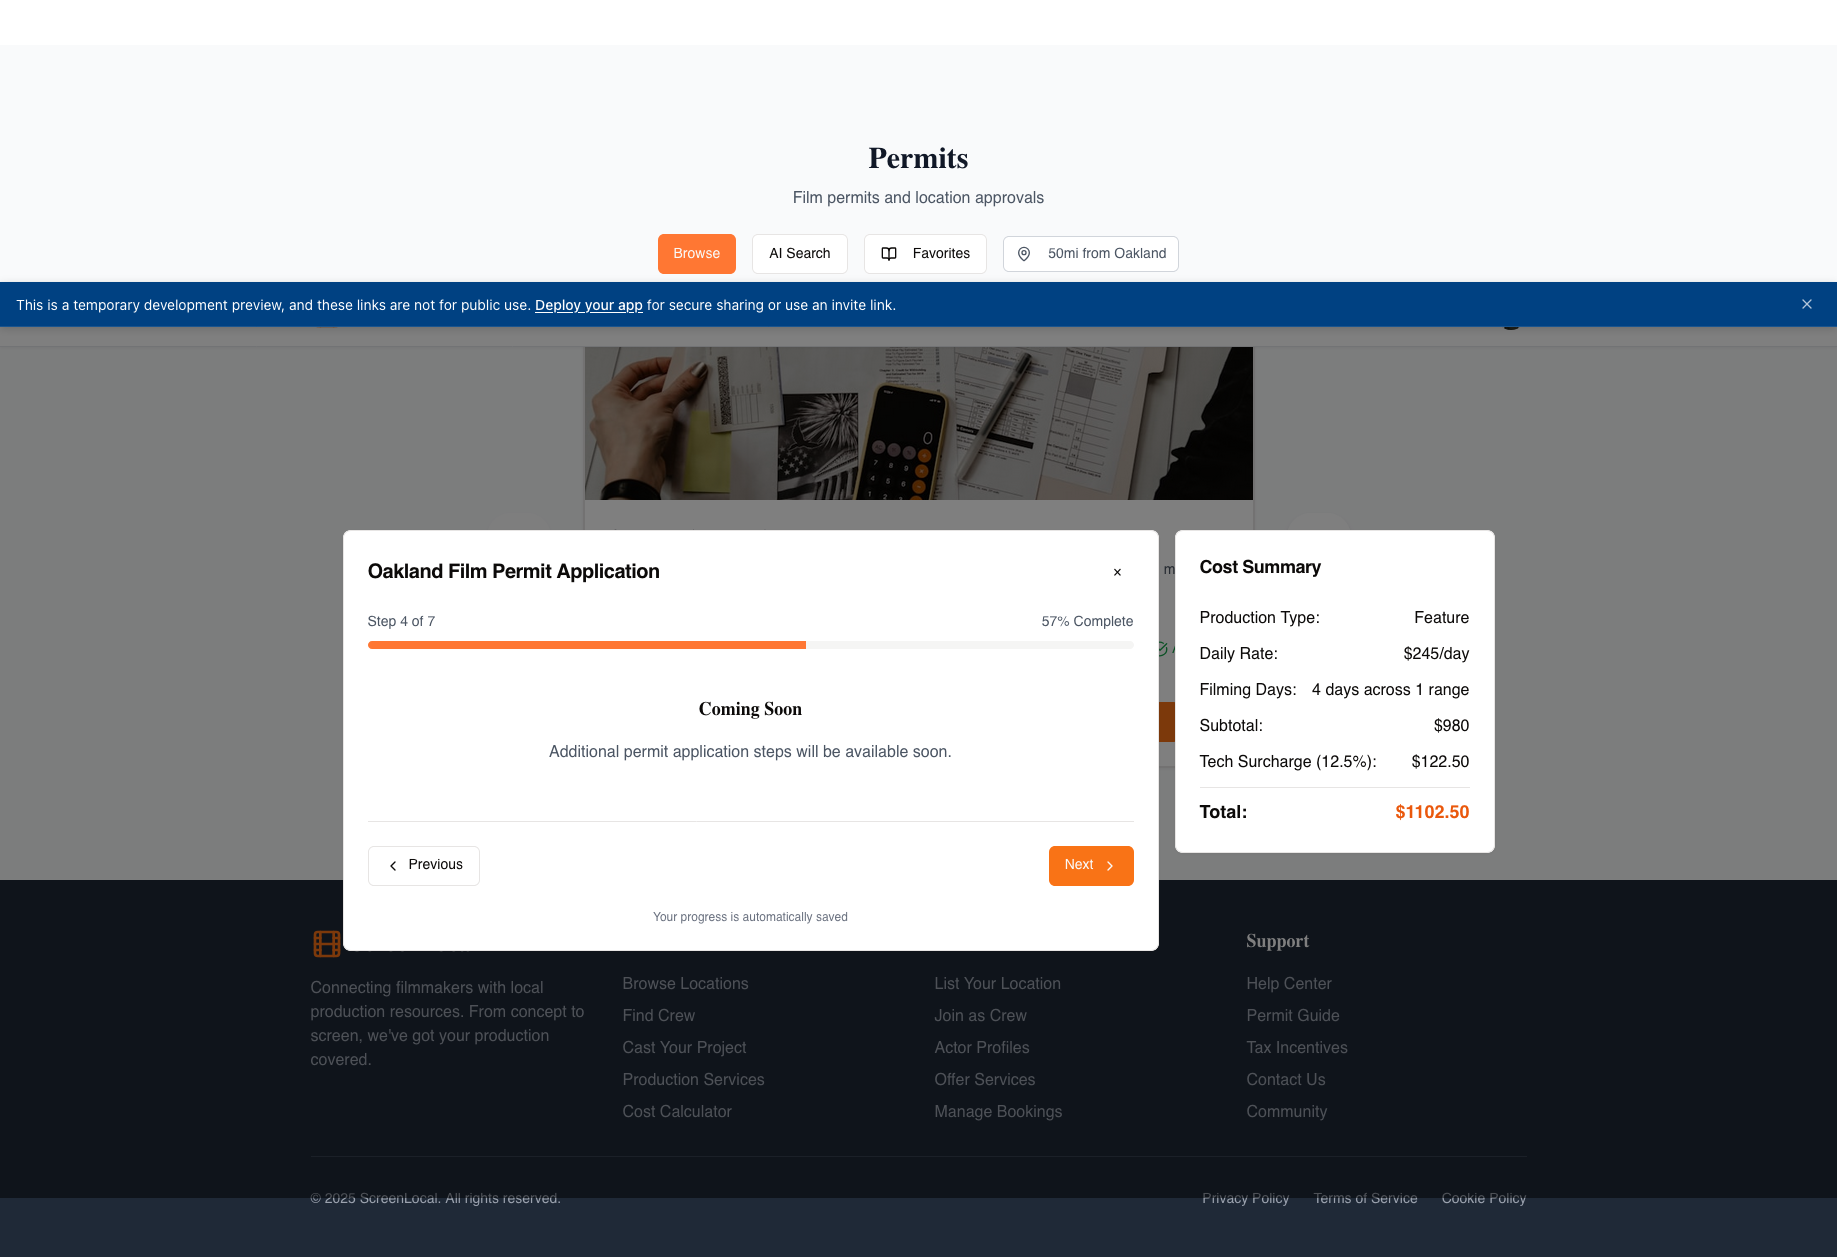 Permits
Film permits and location approvals
Browse
AI Search
Favorites
50mi from Oakland
This is a temporary development preview, and these links are not for public use. Deploy your app for secure sharing or use an invite link.
Oakland Film Permit Application
×
Step 4 of 7
57% Complete
Coming Soon
Additional permit application steps will be available soon.
Previous
Next
Your progress is automatically saved
Cost Summary
Production Type: Feature
Daily Rate: $245/day
Filming Days: 4 days across 1 range
Subtotal: $980
Tech Surcharge (12.5%): $122.50
Total: $1102.50
Connecting filmmakers with local
production resources. From concept to
screen, we've got your production
covered.
Browse Locations
Find Crew
Cast Your Project
Production Services
Cost Calculator
List Your Location
Join as Crew
Actor Profiles
Offer Services
Manage Bookings
Support
Help Center
Permit Guide
Tax Incentives
Contact Us
Community
© 2025 ScreenLocal. All rights reserved.
Privacy Policy
Terms of Service
Cookie Policy